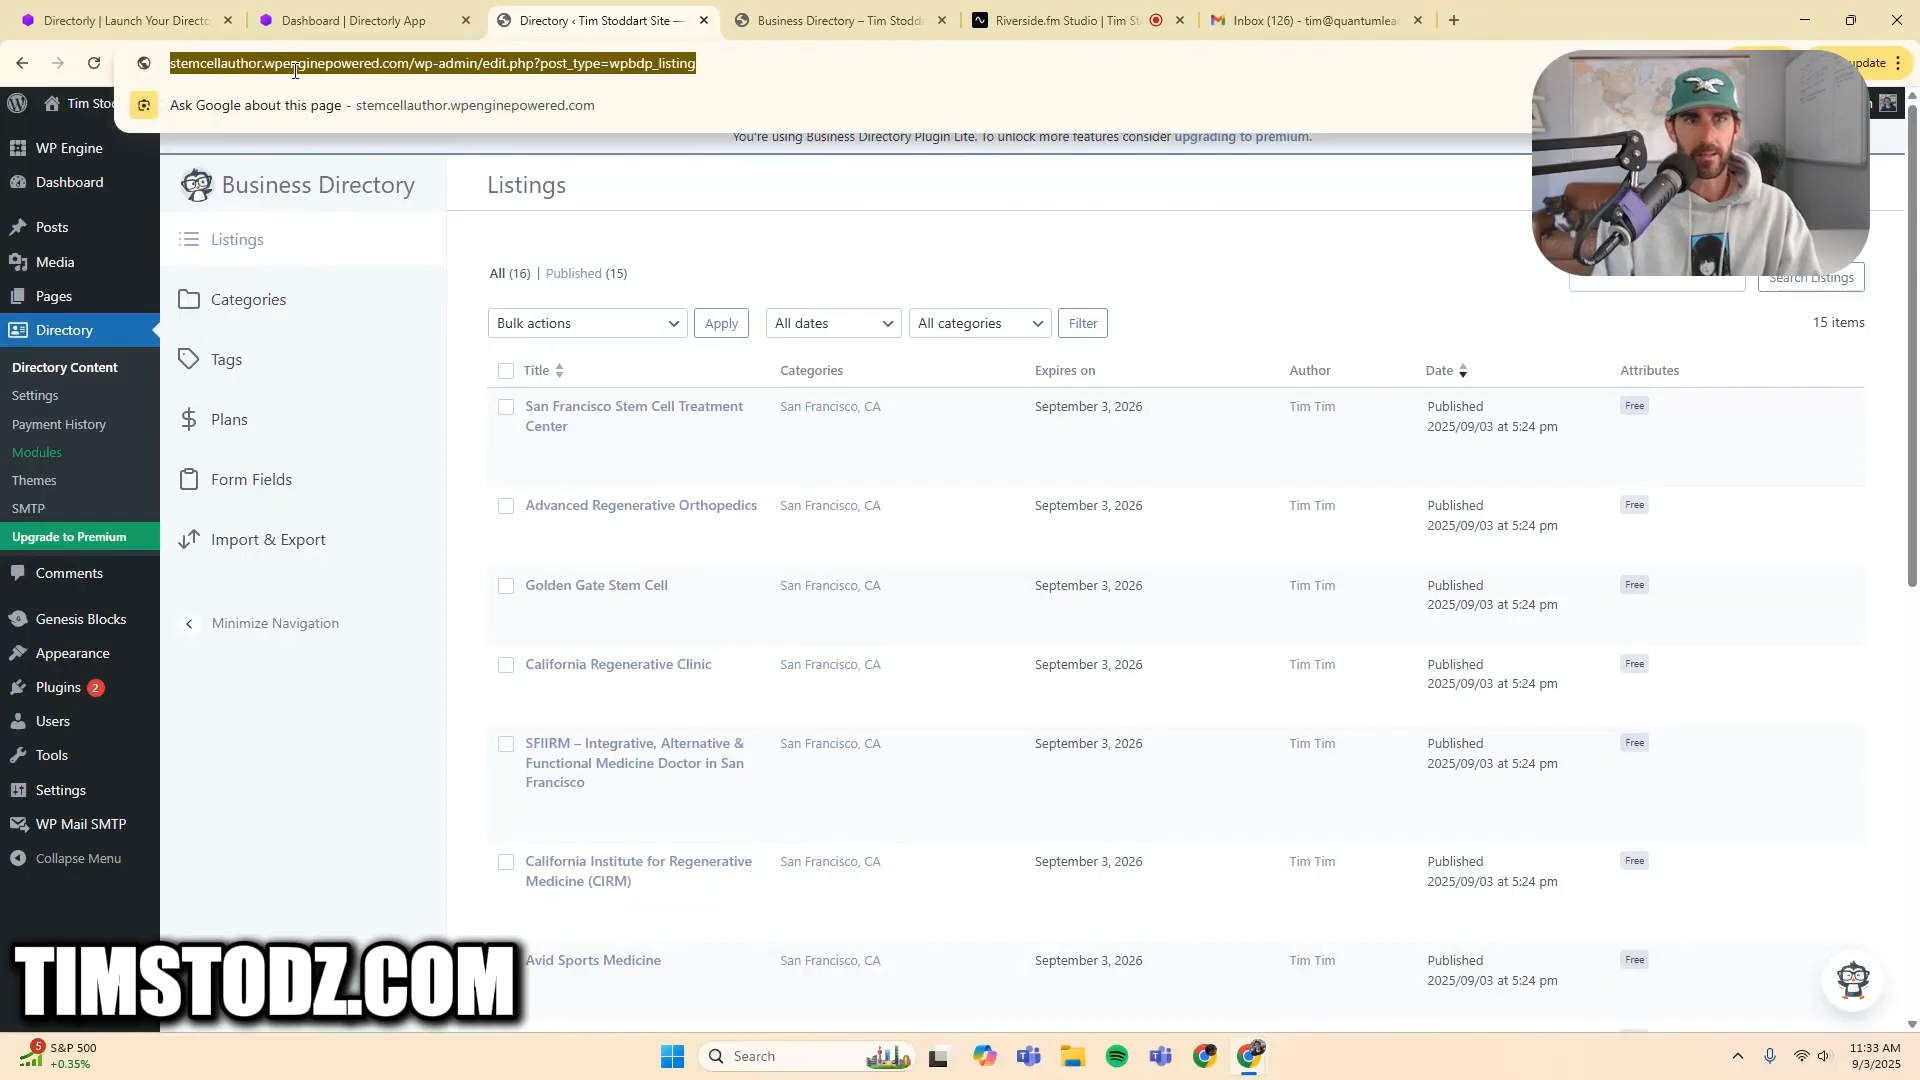 Directorly | Launch Your Directo
Dashboard | Directorly App
Directory ‹ Tim Stoddart Site —
Business Directory – Tim Stodd
Riverside.fm Studio | Tim St
Inbox (126) - tim@quantumlea
stemcellauthor.wpenginepowered.com/wp-admin/edit.php?post_type=wpbdp_listing
update
Ask Google about this page - stemcellauthor.wpenginepowered.com
Tim Stod
You're using Business Directory Plugin Lite. To unlock more features consider upgrading to premium.
WP Engine
Dashboard
Posts
Media
Pages
Directory
Directory Content
Settings
Payment History
Modules
Themes
SMTP
Upgrade to Premium
Comments
Genesis Blocks
Appearance
Plugins 2
Users
Tools
Settings
WP Mail SMTP
Collapse Menu
Business Directory
Listings
Categories
Tags
Plans
Form Fields
Import & Export
Minimize Navigation
Listings
All (16) | Published (15)
Search Listings
Bulk actions
Apply
All dates
All categories
Filter
15 items
Title
Categories
Expires on
Author
Date
Attributes
San Francisco Stem Cell Treatment Center
San Francisco, CA
September 3, 2026
Tim Tim
Published
2025/09/03 at 5:24 pm
Free
Advanced Regenerative Orthopedics
San Francisco, CA
September 3, 2026
Tim Tim
Published
2025/09/03 at 5:24 pm
Free
Golden Gate Stem Cell
San Francisco, CA
September 3, 2026
Tim Tim
Published
2025/09/03 at 5:24 pm
Free
California Regenerative Clinic
San Francisco, CA
September 3, 2026
Tim Tim
Published
2025/09/03 at 5:24 pm
Free
SFIIRM – Integrative, Alternative &
Functional Medicine Doctor in San
Francisco
San Francisco, CA
September 3, 2026
Tim Tim
Published
2025/09/03 at 5:24 pm
Free
California Institute for Regenerative
Medicine (CIRM)
San Francisco, CA
September 3, 2026
Tim Tim
Published
2025/09/03 at 5:24 pm
Free
Avid Sports Medicine
San Francisco, CA
September 3, 2026
Tim Tim
Published
2025/09/03 at 5:24 pm
Free
TIMSTODZ.COM
5
S&P 500
+0.35%
Search
11:33 AM
9/3/2025